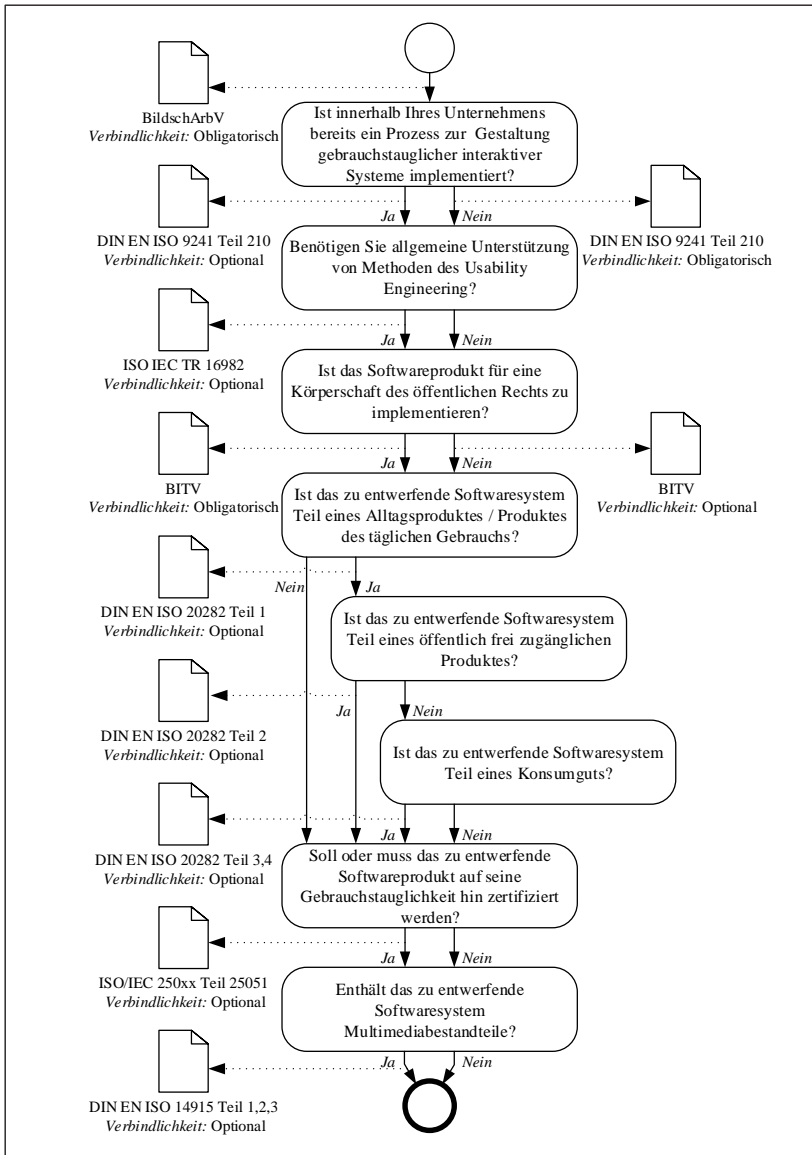 BildschArbV
Verbindlichkeit: Obligatorisch
Ist innerhalb Ihres Unternehmens
bereits ein Prozess zur Gestaltung
gebrauchstauglicher interaktiver
Systeme implementiert?
Ja
Nein
DIN EN ISO 9241 Teil 210
Verbindlichkeit: Optional
DIN EN ISO 9241 Teil 210
Verbindlichkeit: Obligatorisch
Benötigen Sie allgemeine Unterstützung
von Methoden des Usability
Engineering?
Ja
Nein
ISO IEC TR 16982
Verbindlichkeit: Optional
Ist das Softwareprodukt für eine
Körperschaft des öffentlichen Rechts zu
implementieren?
Ja
Nein
BITV
Verbindlichkeit: Obligatorisch
BITV
Verbindlichkeit: Optional
Ist das zu entwerfende Softwaresystem
Teil eines Alltagsproduktes / Produktes
des täglichen Gebrauchs?
Nein
Ja
DIN EN ISO 20282 Teil 1
Verbindlichkeit: Optional
Ist das zu entwerfende Softwaresystem
Teil eines öffentlich frei zugänglichen
Produktes?
Ja
Nein
DIN EN ISO 20282 Teil 2
Verbindlichkeit: Optional
Ist das zu entwerfende Softwaresystem
Teil eines Konsumguts?
Ja
Nein
DIN EN ISO 20282 Teil 3,4
Verbindlichkeit: Optional
Soll oder muss das zu entwerfende
Softwareprodukt auf seine
Gebrauchstauglichkeit hin zertifiziert
werden?
Ja
Nein
ISO/IEC 250xx Teil 25051
Verbindlichkeit: Optional
Enthält das zu entwerfende
Softwaresystem
Multimediabestandteile?
Ja
Nein
DIN EN ISO 14915 Teil 1,2,3
Verbindlichkeit: Optional